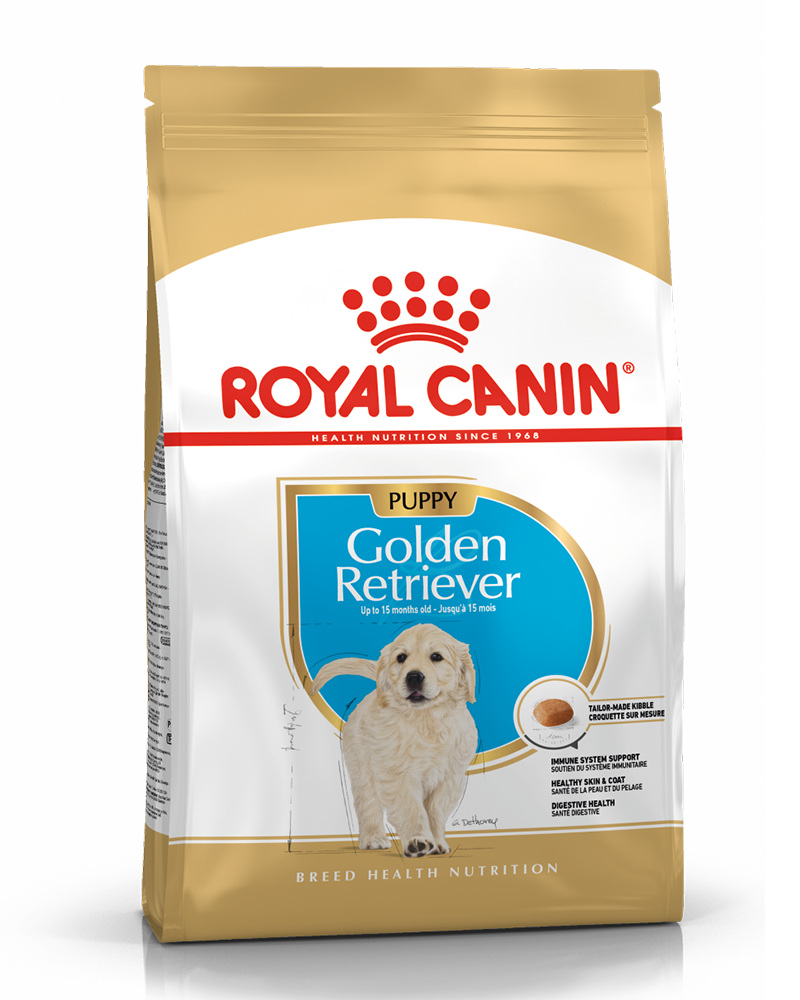 ROYAL CANIN®
HEALTH NUTRITION SINCE 1968
PUPPY
Golden
Retriever
Up to 15 months old - Jusqu'à 15 mois
TAILOR-MADE KIBBLE
CROQUETTE SUR MESURE
IMMUNE SYSTEM SUPPORT
SOUTIEN DU SYSTÈME IMMUNITAIRE
HEALTHY SKIN & COAT
SANTÉ DE LA PEAU ET DU PELAGE
DIGESTIVE HEALTH
SANTÉ DIGESTIVE
BREED HEALTH NUTRITION